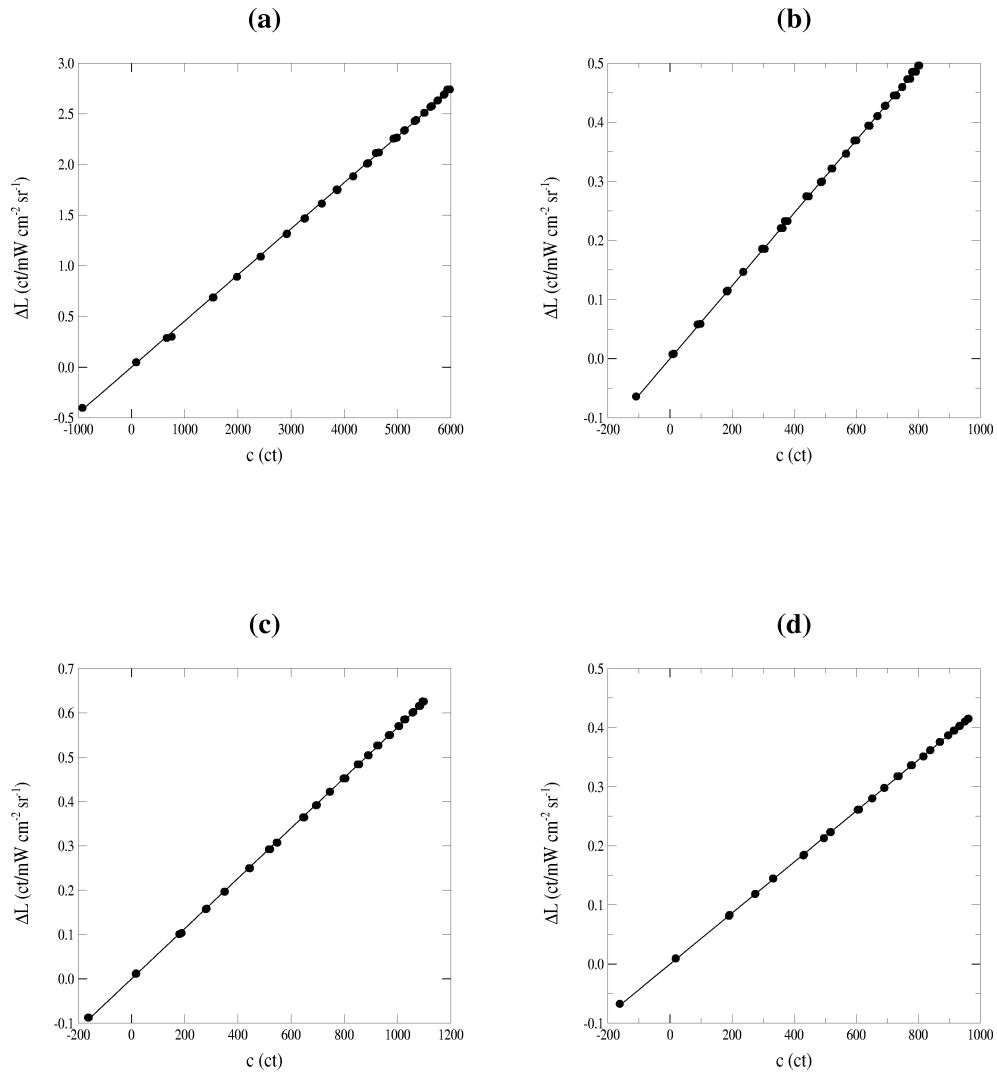 (a)
3.0
2.5
2.0
1.5
1.0
0.5
0.0
-0.5
ΔL (ct/mW cm⁻² sr⁻¹)
-1000 0 1000 2000 3000 4000 5000 6000
c (ct)
(b)
0.5
0.4
0.3
0.2
0.1
0.0
-0.1
ΔL (ct/mW cm⁻² sr⁻¹)
-200 0 200 400 600 800 1000
c (ct)
(c)
0.7
0.6
0.5
0.4
0.3
0.2
0.1
0.0
-0.1
ΔL (ct/mW cm⁻² sr⁻¹)
-200 0 200 400 600 800 1000 1200
c (ct)
(d)
0.5
0.4
0.3
0.2
0.1
0.0
-0.1
ΔL (ct/mW cm⁻² sr⁻¹)
-200 0 200 400 600 800 1000
c (ct)